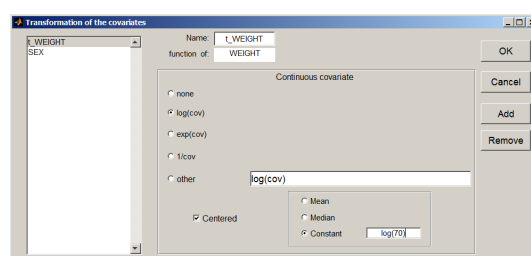 Transformation of the covariates
t_WEIGHT
SEX
Name: t_WEIGHT
function of: WEIGHT
OK
Cancel
Add
Remove
Continuous covariate
none
log(cov)
exp(cov)
1/cov
other log(cov)
Centered
Mean
Median
Constant log(70)